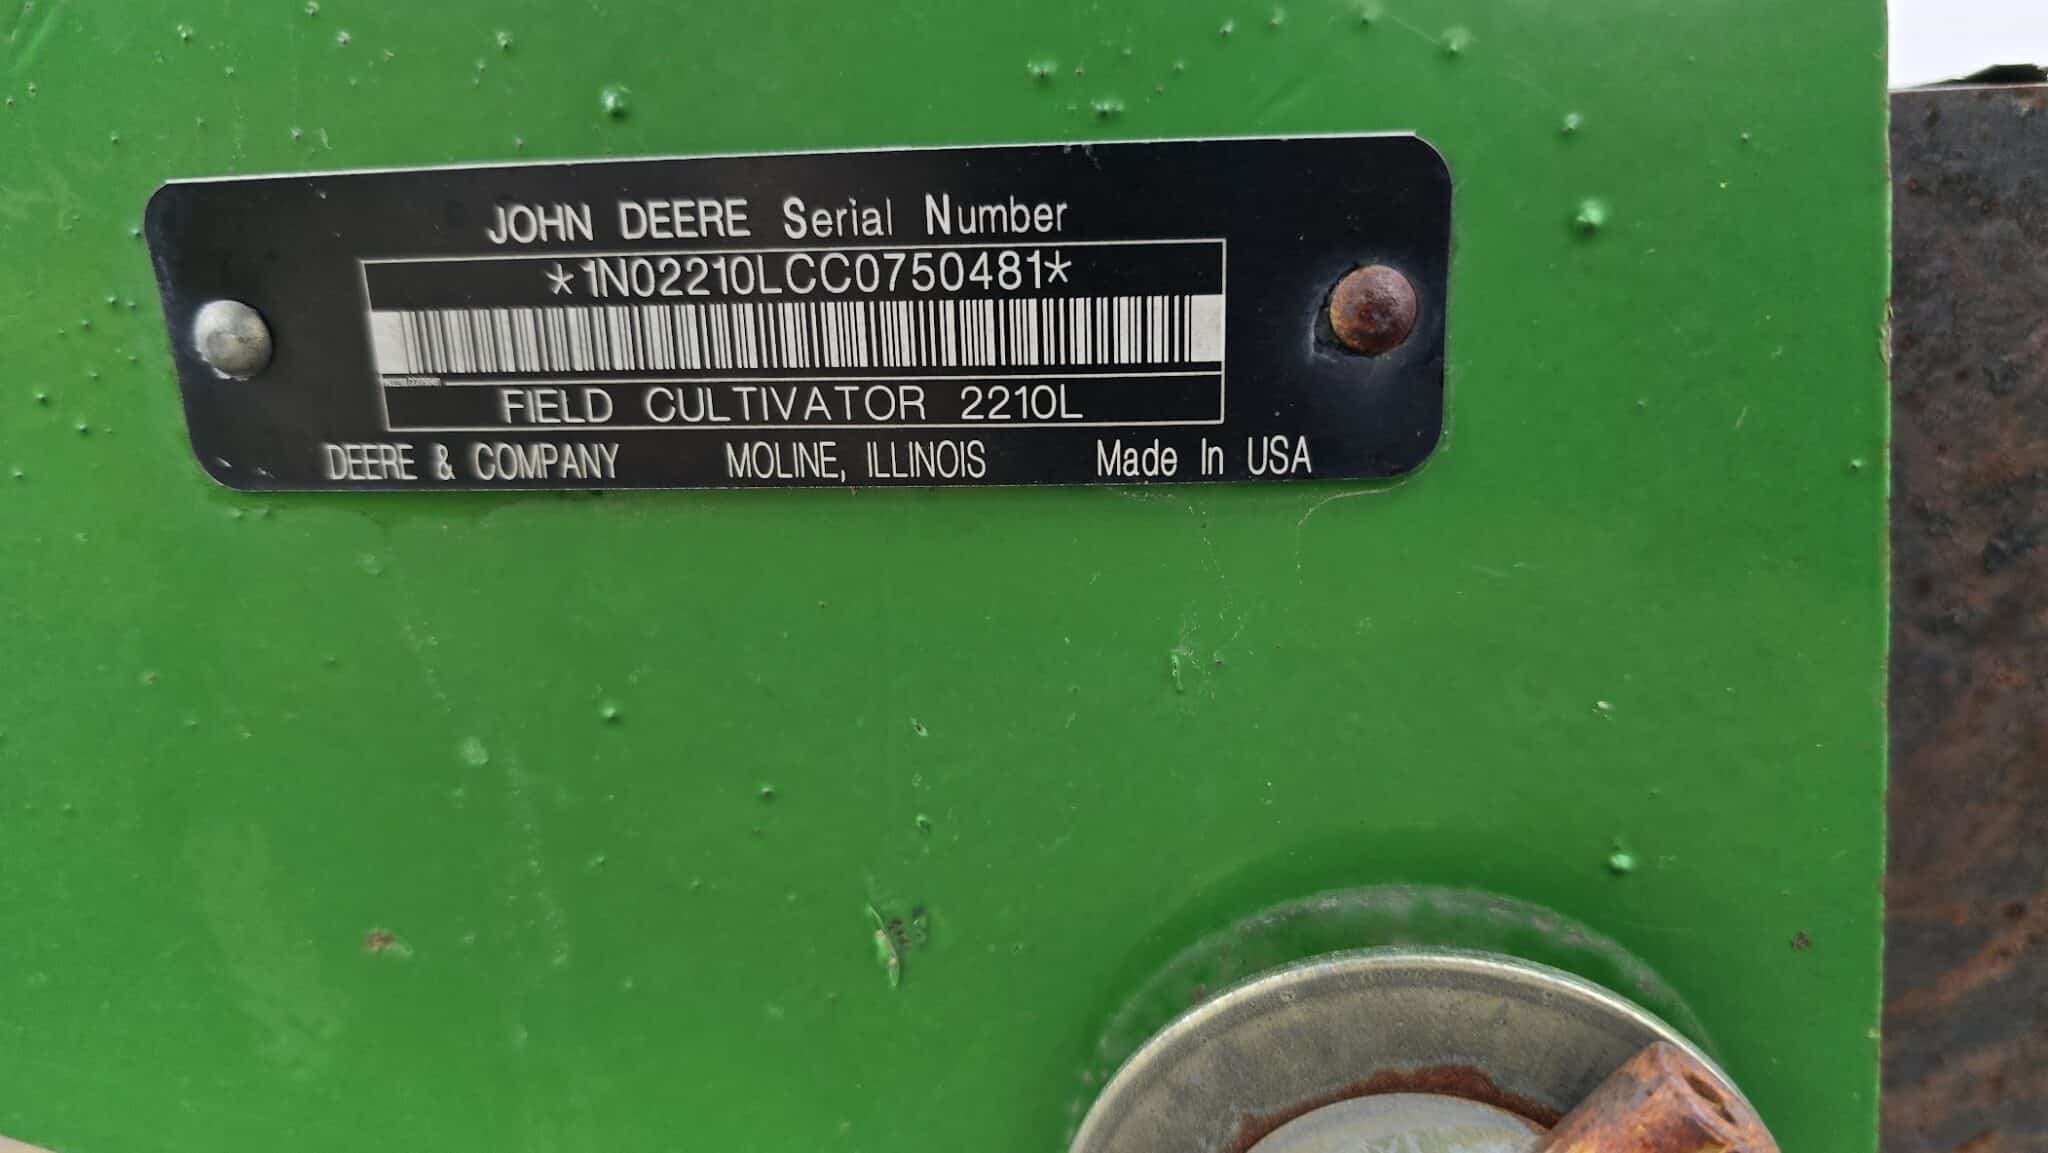 JOHN DEERE Serial Number
*1N02210LCC0750481*
FIELD CULTIVATOR 2210L
DEERE & COMPANY MOLINE, ILLINOIS Made In USA